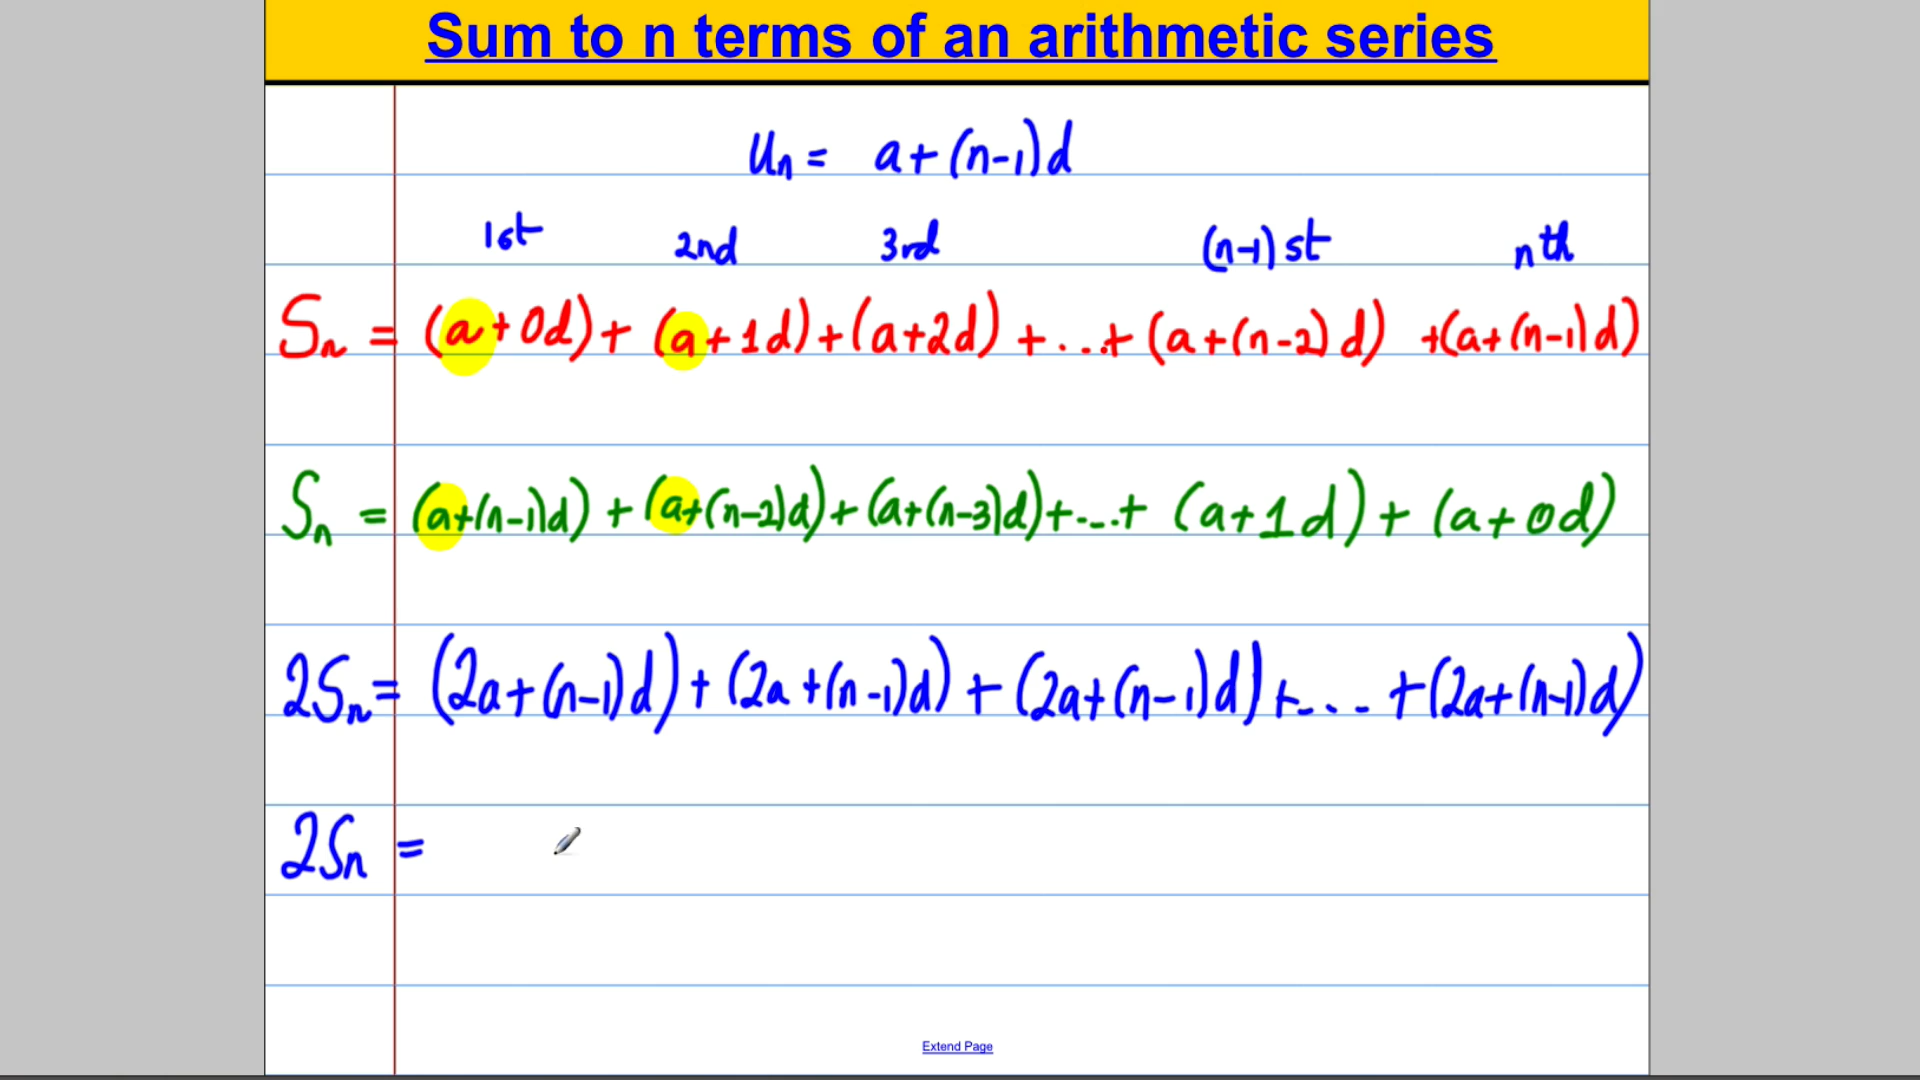 Sum to n terms of an arithmetic series
Un = a+(n-1)d
1st 2nd 3rd (n-1)st nth
Sn = (a+0d)+(a+1d)+(a+2d)+...+(a+(n-2)d)+(a+(n-1)d)
Sn = (a+(n-1)d)+(a+(n-2)d)+(a+(n-3)d)+...+(a+1d)+(a+0d)
2Sn = (2a+(n-1)d)+(2a+(n-1)d)+(2a+(n-1)d)+...+(2a+(n-1)d)
2Sn =
Extend Page